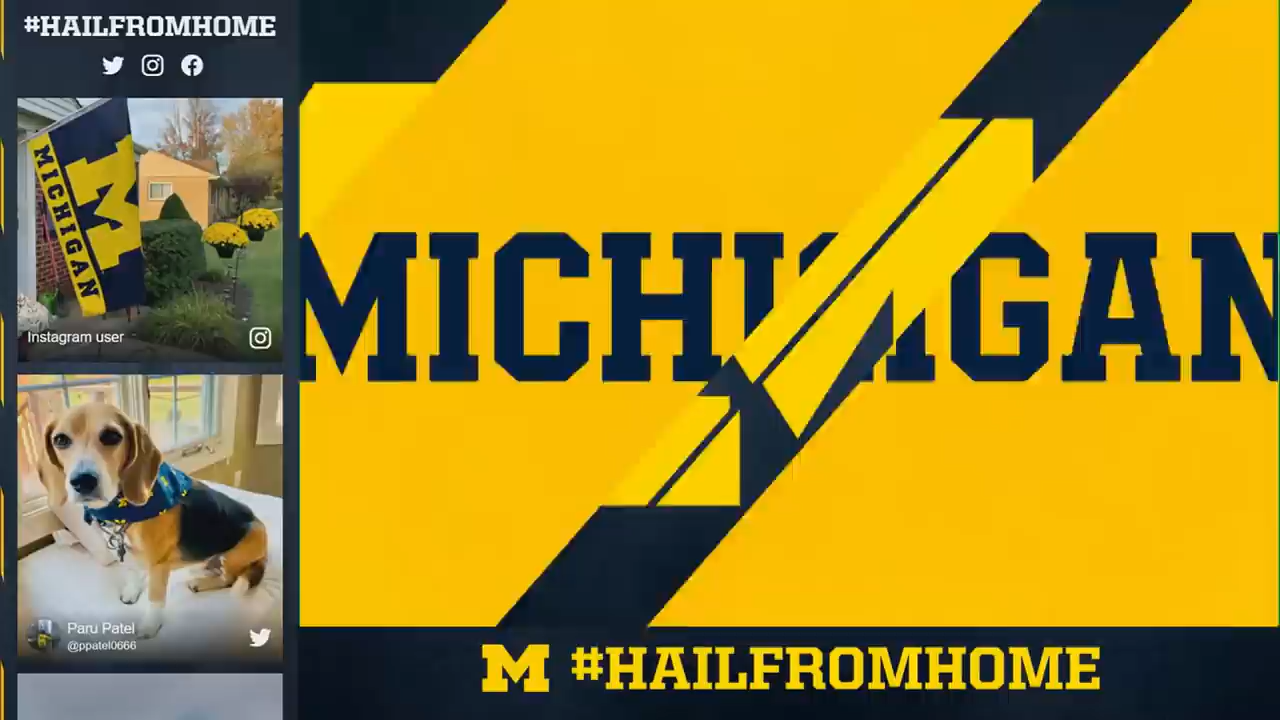 #HAILFROMHOME
MICHIGAN
M
Instagram user
Paru Patel
@ppatel0666
MICHIGAN
M #HAILFROMHOME